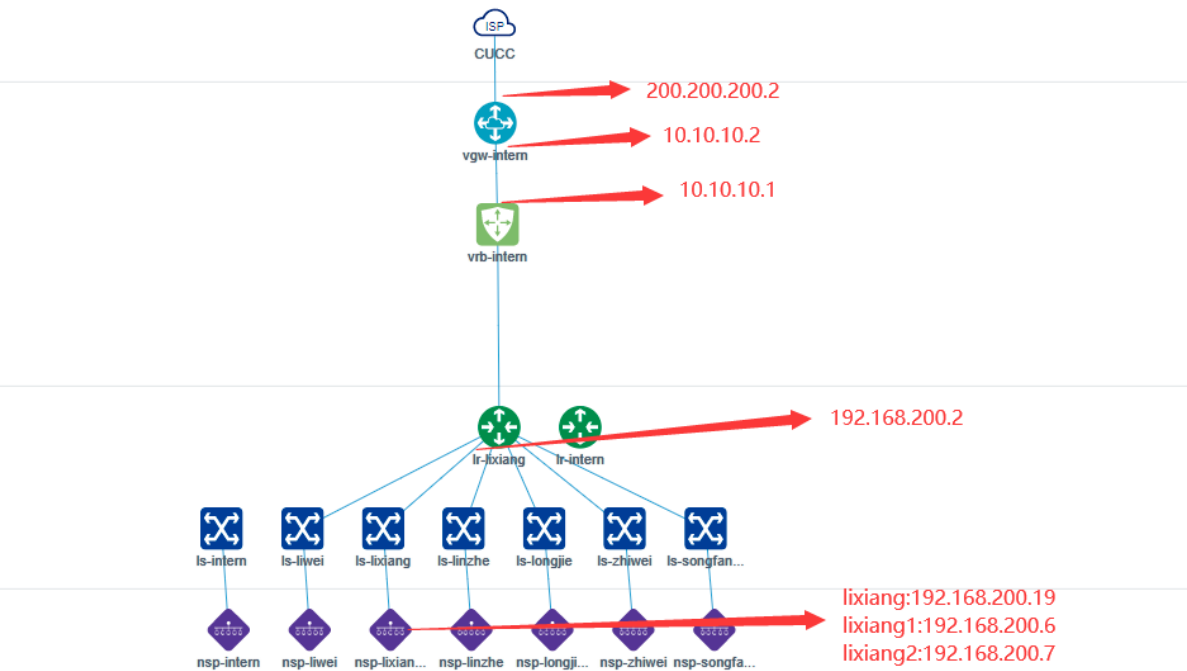 ISP
CUCC
200.200.200.2
vgw-intern
10.10.10.2
10.10.10.1
vrb-intern
192.168.200.2
lr-lixiang
lr-intern
ls-intern
ls-liwei
ls-lixiang
ls-linzhe
ls-longjie
ls-zhiwei
ls-songfan...
lixiang:192.168.200.19
lixiang1:192.168.200.6
lixiang2:192.168.200.7
nsp-intern
nsp-liwei
nsp-lixian...
nsp-linzhe
nsp-longji...
nsp-zhiwei
nsp-songfa...